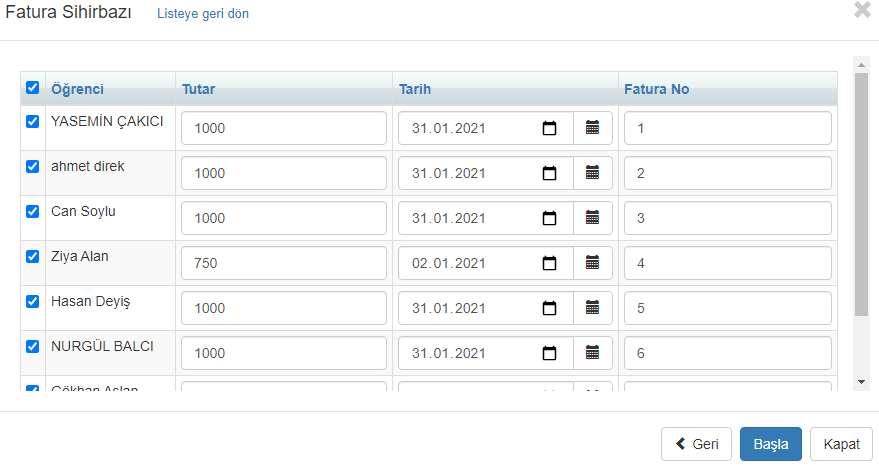 Fatura Sihirbazı Listeye geri dön
Öğrenci Tutar Tarih Fatura No
YASEMİN ÇAKICI 1000 31.01.2021 1
ahmet direk 1000 31.01.2021 2
Can Soylu 1000 31.01.2021 3
Ziya Alan 750 02.01.2021 4
Hasan Deyiş 1000 31.01.2021 5
NURGÜL BALCI 1000 31.01.2021 6
Gökhan Aslan
Geri Başla Kapat